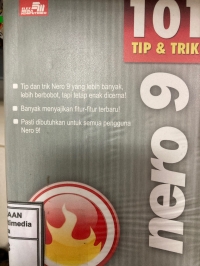 101
TIP & TRIK
Tip dan trik Nero 9 yang lebih banyak,
lebih berbobot, tapi tetap enak dicerna!
Banyak menyajikan fitur-fitur terbaru!
Pasti dibutuhkan untuk semua pengguna
Nero 9!
nero 9
AAN
limedia
a